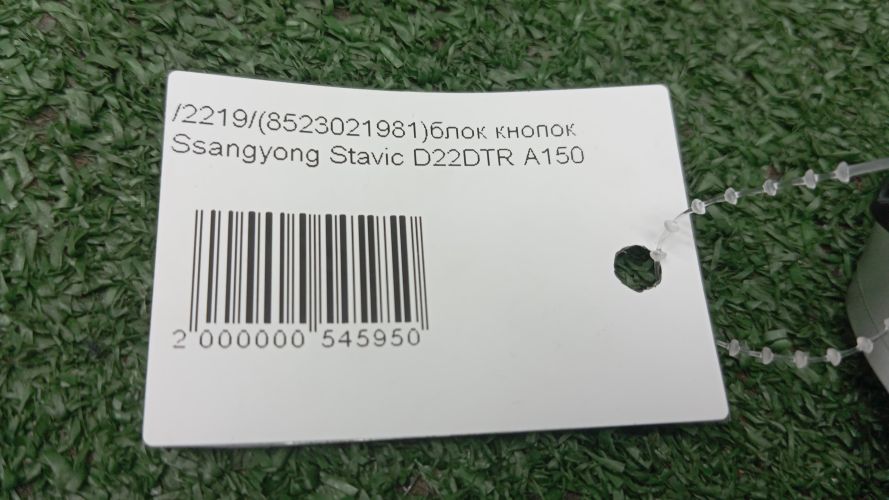 /2219/(8523021981)блок кнопок
Ssangyong Stavic D22DTR A150
2 000000 545950